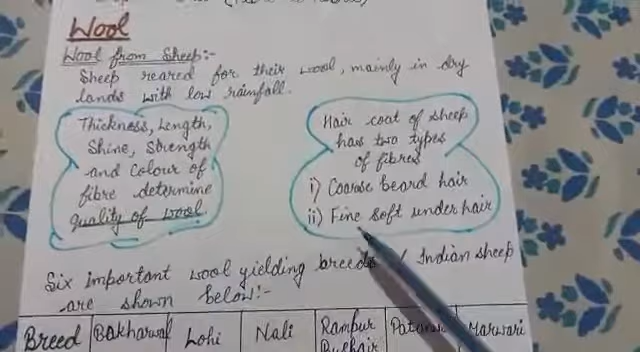 Wool
Wool from Sheep:-
Sheep reared for their wool, mainly in dry
lands with low rainfall.
Thickness, Length,
Shine, Strength
and Colour of
fibre determine
quality of wool.
Hair coat of sheep
has two types
of fibres
i) Coarse beard hair
ii) Fine soft under hair
Six important wool yielding breeds Indian sheep
are shown below:-
Breed
Bakharwal
Lohi
Nali
Rampur
Marwari